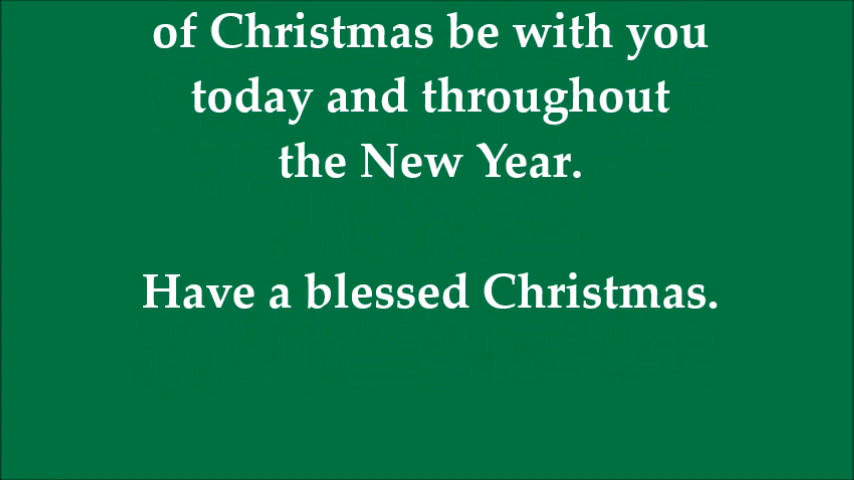 of Christmas be with you
today and throughout
the New Year.
Have a blessed Christmas.